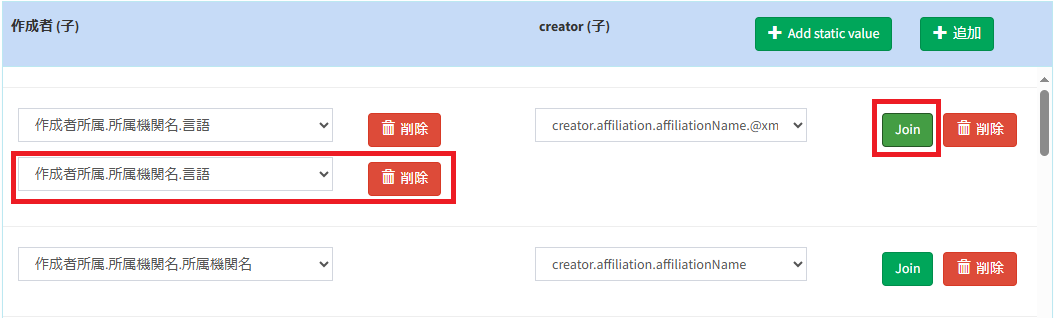 作成者 (子) creator (子) Add static value 追加
作成者所属.所属機関名.言語 削除 creator.affiliation.affiliationName.@xm Join 削除
作成者所属.所属機関名.言語 削除
作成者所属.所属機関名.所属機関名 creator.affiliation.affiliationName Join 削除